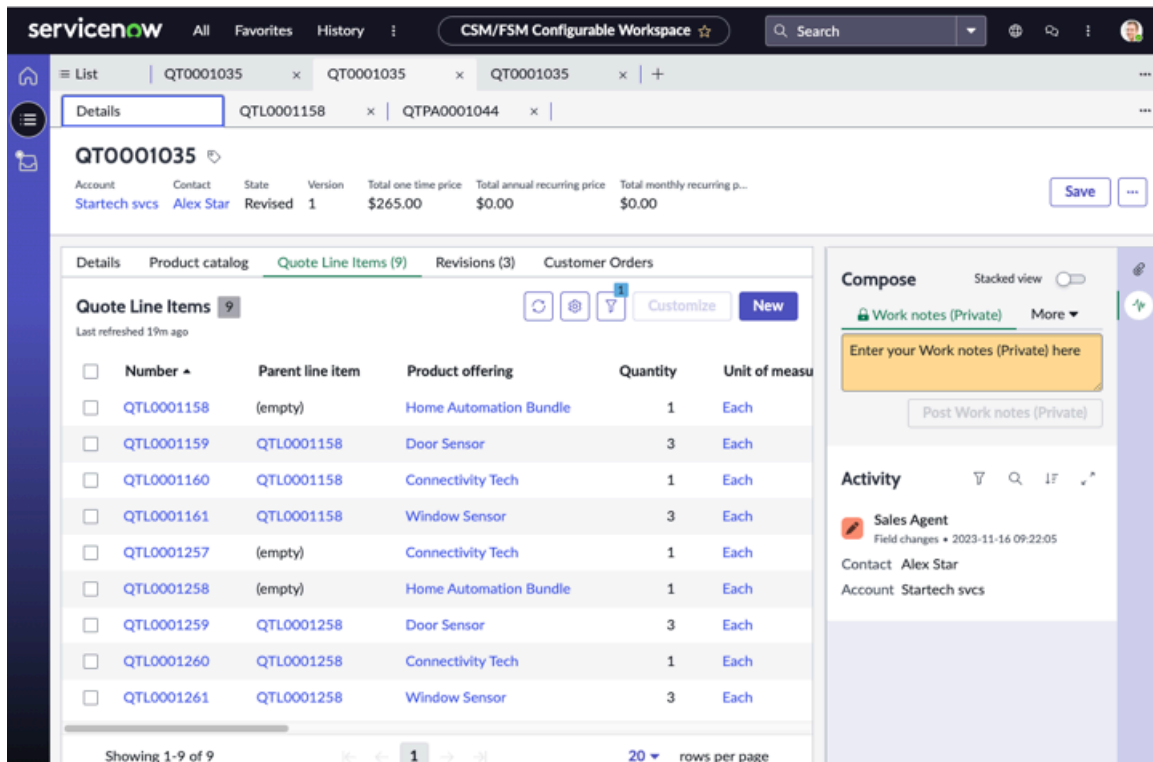 servicenow All Favorites History CSM/FSM Configurable Workspace Search
List QT0001035 QT0001035 QT0001035
Details QTL0001158 QTPA0001044
QT0001035
Account Contact State Version Total one time price Total annual recurring price Total monthly recurring p...
Startech svcs Alex Star Revised 1 $265.00 $0.00 $0.00
Save
Details Product catalog Quote Line Items (9) Revisions (3) Customer Orders
Quote Line Items 9
Last refreshed 19m ago
1
Customize New
Number Parent line item Product offering Quantity Unit of measu
QTL0001158 (empty) Home Automation Bundle 1 Each
QTL0001159 QTL0001158 Door Sensor 3 Each
QTL0001160 QTL0001158 Connectivity Tech 1 Each
QTL0001161 QTL0001158 Window Sensor 3 Each
QTL0001257 (empty) Connectivity Tech 1 Each
QTL0001258 (empty) Home Automation Bundle 1 Each
QTL0001259 QTL0001258 Door Sensor 3 Each
QTL0001260 QTL0001258 Connectivity Tech 1 Each
QTL0001261 QTL0001258 Window Sensor 3 Each
Showing 1-9 of 9 1 20 rows per page
Compose Stacked view
Work notes (Private) More
Enter your Work notes (Private) here
Post Work notes (Private)
Activity
Sales Agent
Field changes • 2023-11-16 09:22:05
Contact Alex Star
Account Startech svcs